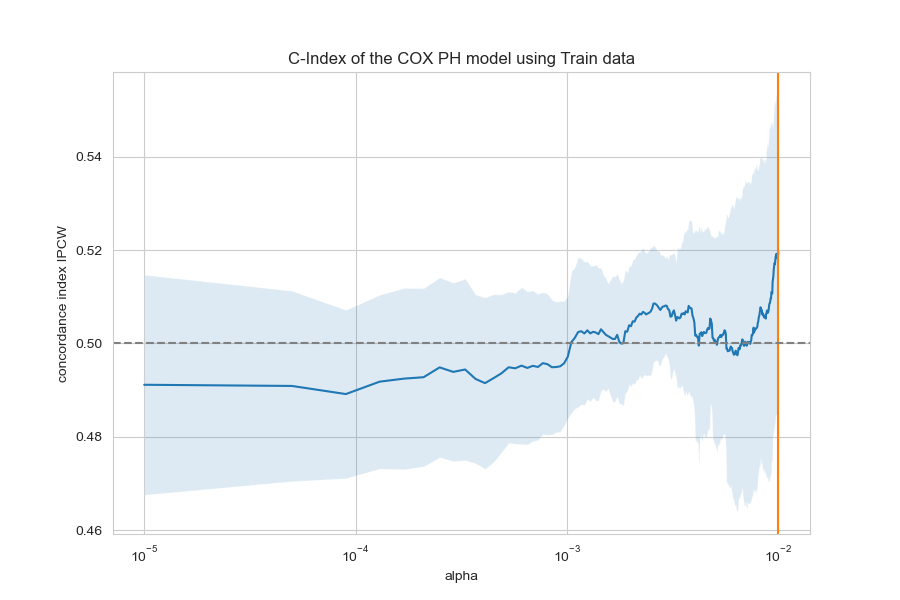 C-Index of the COX PH model using Train data
concordance index IPCW
0.54
0.52
0.50
0.48
0.46
10⁻⁵ 10⁻⁴ 10⁻³ 10⁻²
alpha